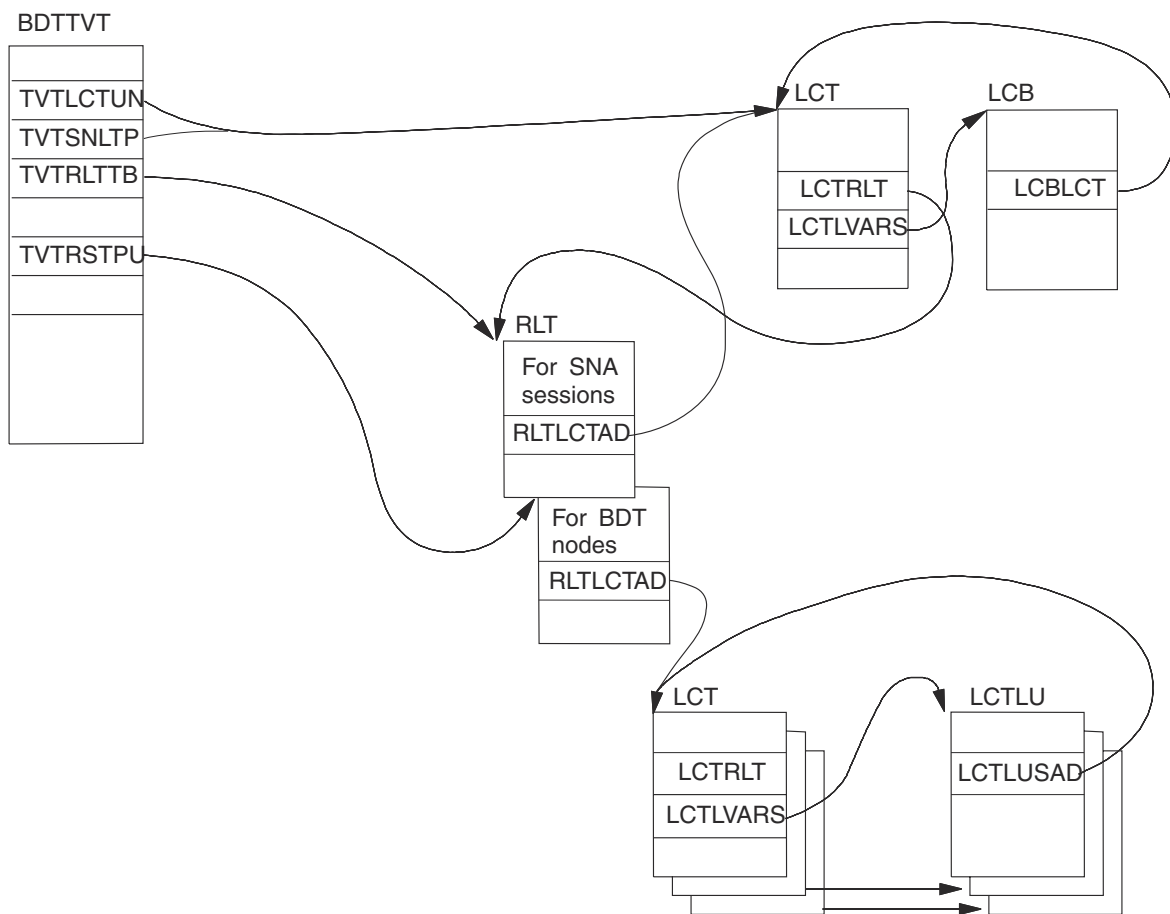 BDTTVT
TVTLCTUN
TVTSNLTP
TVTRLTTB
TVTRSTPU
LCT
LCTRLT
LCTLVARS
LCB
LCBLCT
RLT
For SNA
sessions
RLTLCTAD
For BDT
nodes
RLTLCTAD
LCT
LCTRLT
LCTLVARS
LCTLU
LCTLUSAD